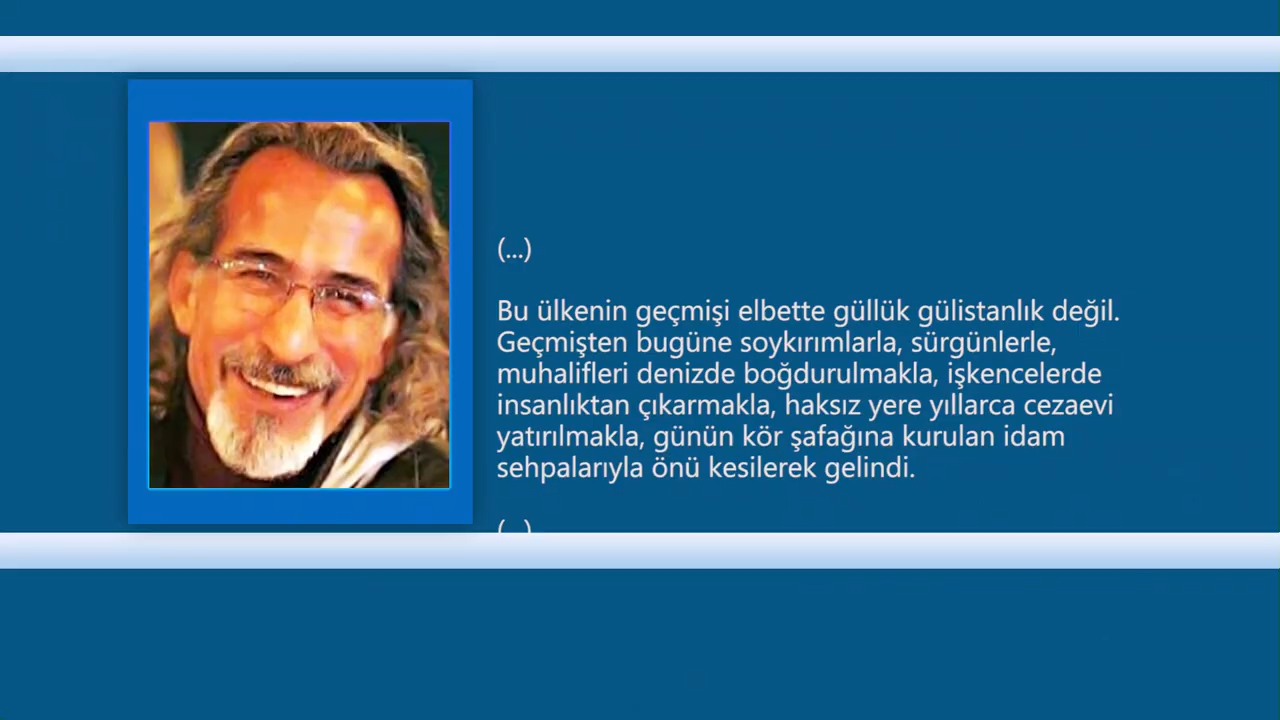 (...)
Bu ülkenin geçmişi elbette güllük gülistanlık değil.
Geçmişten bugüne soykırımlarla, sürgünlerle,
muhalifleri denizde boğdurulmakla, işkencelerde
insanlıktan çıkarmakla, haksız yere yıllarca cezaevi
yatırılmakla, günün kör şafağına kurulan idam
sehpalarıyla önü kesilerek gelindi.
(...)